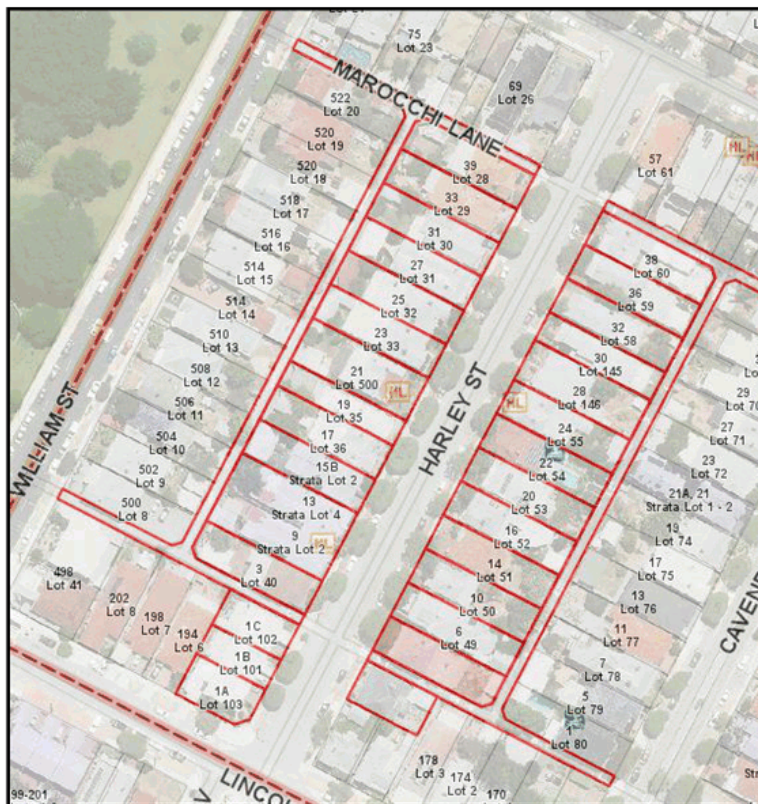 75
Lot 23
MAROCCHI LANE
69
Lot 26
522
Lot 20
520
Lot 19
520
Lot 18
518
Lot 17
516
Lot 16
514
Lot 15
514
Lot 14
510
Lot 13
508
Lot 12
506
Lot 11
504
Lot 10
502
Lot 9
500
Lot 8
WILLIAM ST
39
Lot 28
33
Lot 29
31
Lot 30
27
Lot 31
25
Lot 32
23
Lot 33
21
Lot 500
19
Lot 35
17
Lot 36
15B
Strata Lot 2
13
Strata Lot 4
9
Strata Lot 2
3
Lot 40
ML
ML
HARLEY ST
ML
ML
57
Lot 61
38
Lot 60
36
Lot 59
32
Lot 58
30
Lot 145
28
Lot 146
24
Lot 55
22
Lot 54
20
Lot 53
16
Lot 52
14
Lot 51
10
Lot 50
6
Lot 49
29
Lot 70
27
Lot 71
23
Lot 72
21A, 21
Strata Lot 1 - 2
19
Lot 74
17
Lot 75
13
Lot 76
11
Lot 77
7
Lot 78
5
Lot 79
1
Lot 80
CAVEN
498
Lot 41
202
Lot 8
198
Lot 7
194
Lot 6
1C
Lot 102
1B
Lot 101
1A
Lot 103
LINCOL
178
Lot 3
174
Lot 2
170
99-201